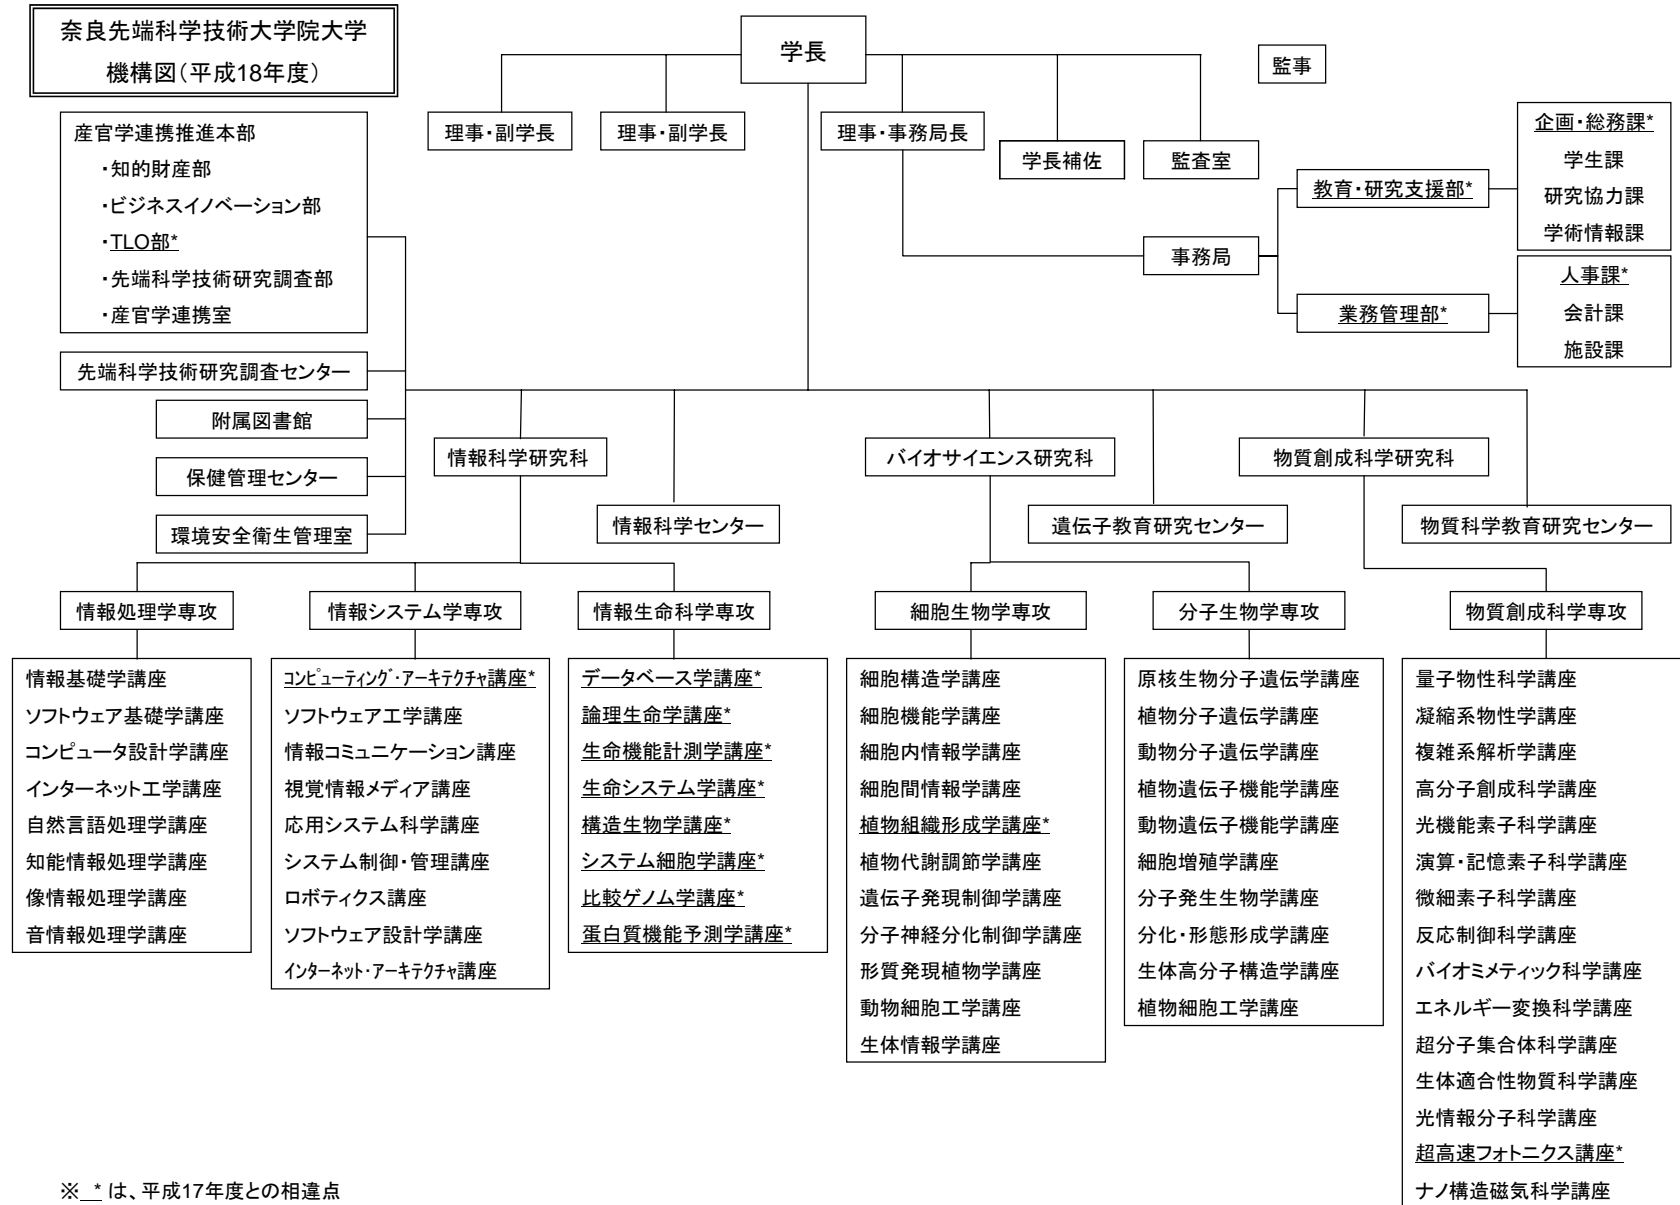 奈良先端科学技術大学院大学
機構図(平成18年度)
学長
監事
理事・副学長
理事・副学長
理事・事務局長
学長補佐
監査室
産官学連携推進本部
・知的財産部
・ビジネスイノベーション部
・TLO部*
・先端科学技術研究調査部
・産官学連携室
事務局
教育・研究支援部*
業務管理部*
企画・総務課*
学生課
研究協力課
学術情報課
人事課*
会計課
施設課
先端科学技術研究調査センター
附属図書館
保健管理センター
環境安全衛生管理室
情報科学研究科
情報科学センター
バイオサイエンス研究科
遺伝子教育研究センター
物質創成科学研究科
物質科学教育研究センター
情報処理学専攻
情報基礎学講座
ソフトウェア基礎学講座
コンピュータ設計学講座
インターネット工学講座
自然言語処理学講座
知能情報処理学講座
像情報処理学講座
音情報処理学講座
情報システム学専攻
コンピューティング・アーキテクチャ講座*
ソフトウェア工学講座
情報コミュニケーション講座
視覚情報メディア講座
応用システム科学講座
システム制御・管理講座
ロボティクス講座
ソフトウェア設計学講座
インターネット・アーキテクチャ講座
情報生命科学専攻
データベース学講座*
論理生命学講座*
生命機能計測学講座*
生命システム学講座*
構造生物学講座*
システム細胞学講座*
比較ゲノム学講座*
蛋白質機能予測学講座*
細胞生物学専攻
細胞構造学講座
細胞機能学講座
細胞内情報学講座
細胞間情報学講座
植物組織形成学講座*
植物代謝調節学講座
遺伝子発現制御学講座
分子神経分化制御学講座
形質発現植物学講座
動物細胞工学講座
生体情報学講座
分子生物学専攻
原核生物分子遺伝学講座
植物分子遺伝学講座
動物分子遺伝学講座
植物遺伝子機能学講座
動物遺伝子機能学講座
細胞増殖学講座
分子発生生物学講座
分化・形態形成学講座
生体高分子構造学講座
植物細胞工学講座
物質創成科学専攻
量子物性科学講座
凝縮系物性学講座
複雑系解析学講座
高分子創成科学講座
光機能素子科学講座
演算・記憶素子科学講座
微細素子科学講座
反応制御科学講座
バイオミメティック科学講座
エネルギー変換科学講座
超分子集合体科学講座
生体適合性物質科学講座
光情報分子科学講座
超高速フォトニクス講座*
ナノ構造磁気科学講座
※ * は、平成17年度との相違点